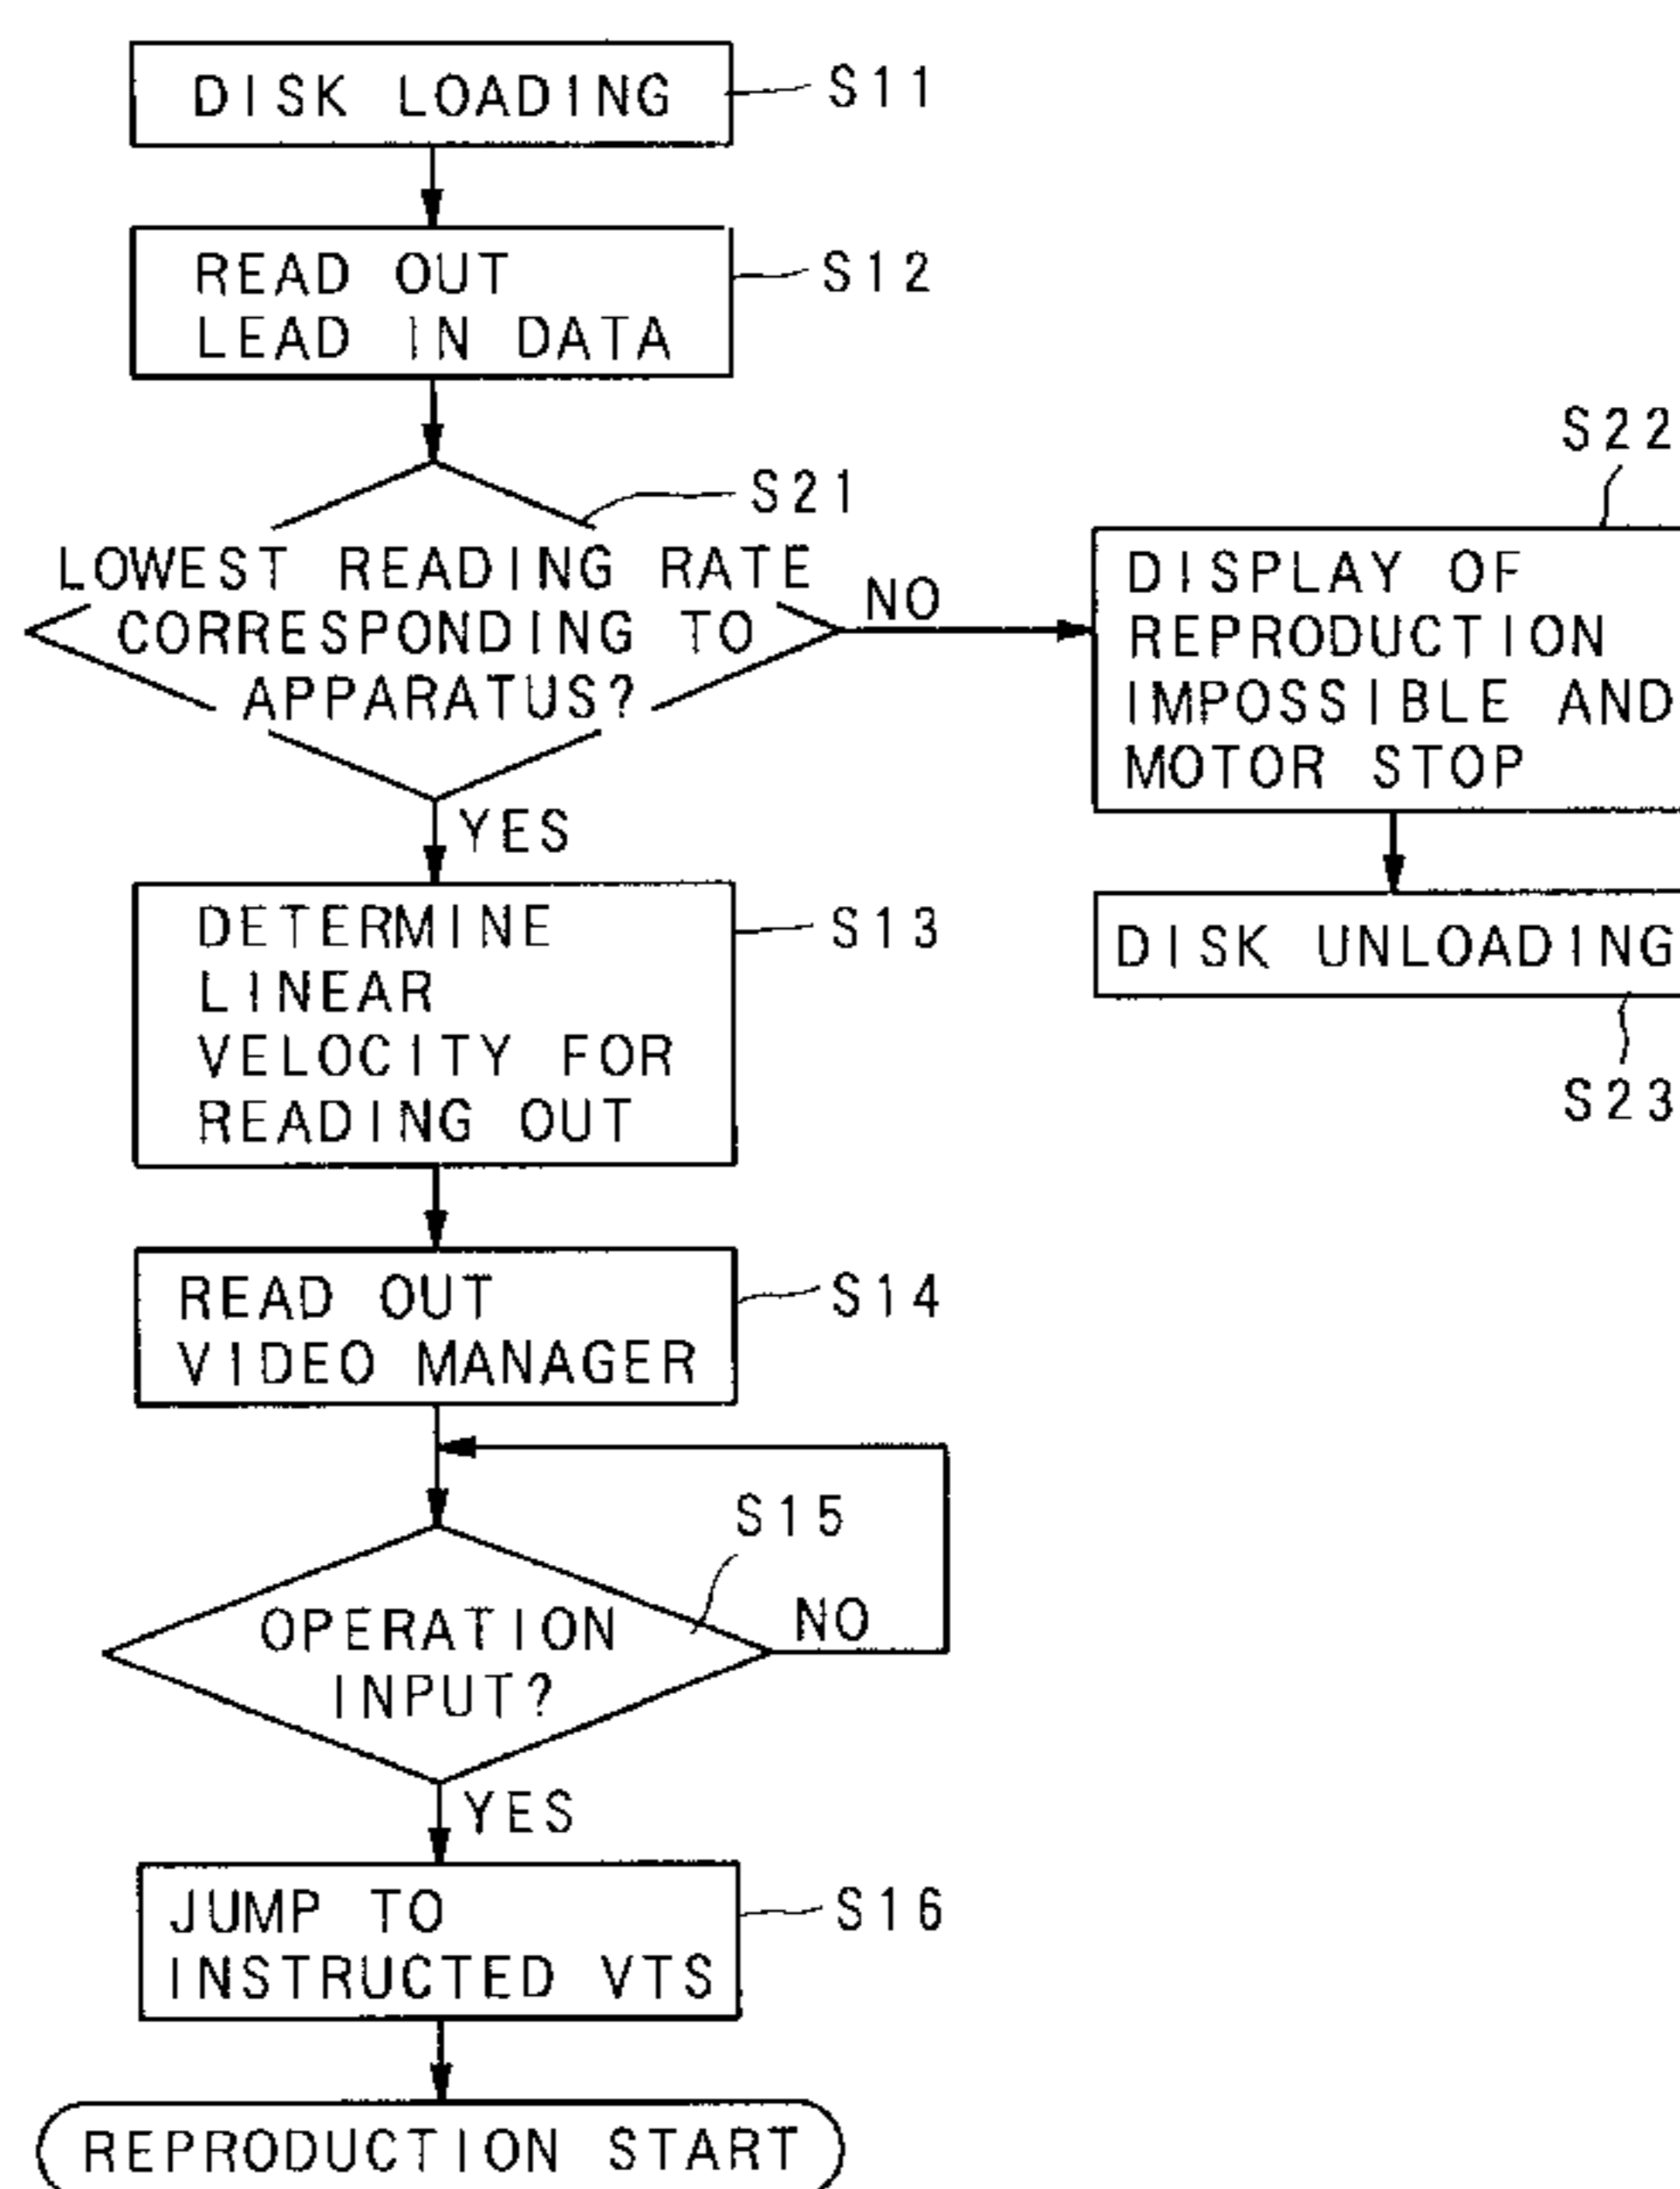 DISK LOADING
S11
READ OUT
LEAD IN DATA
S12
S21
LOWEST READING RATE
CORRESPONDING TO
APPARATUS?
NO
YES
S22
DISPLAY OF
REPRODUCTION
IMPOSSIBLE AND
MOTOR STOP
DISK UNLOADING
S23
DETERMINE
LINEAR
VELOCITY FOR
READING OUT
S13
READ OUT
VIDEO MANAGER
S14
S15
OPERATION
INPUT?
NO
YES
JUMP TO
INSTRUCTED VTS
S16
REPRODUCTION START